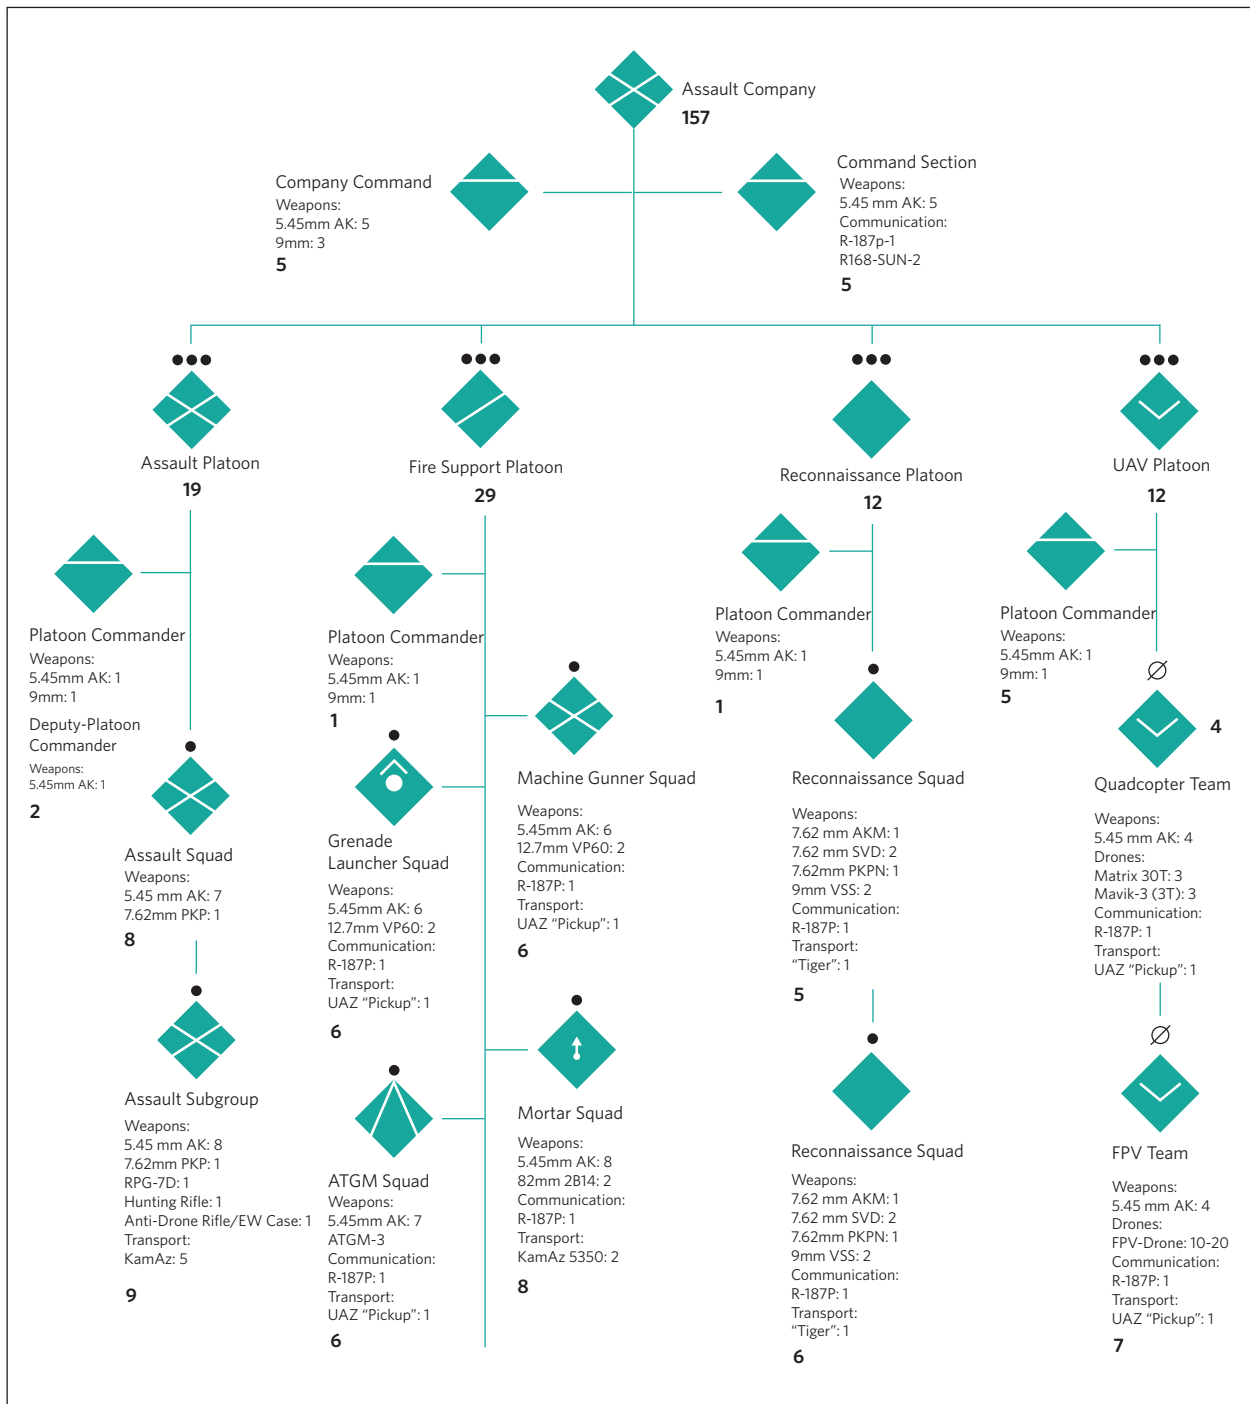 Assault Company
157
Company Command
Weapons:
5.45mm AK: 5
9mm: 3
5
Command Section
Weapons:
5.45 mm AK: 5
Communication:
R-187p-1
R168-SUN-2
5
Assault Platoon
19
Platoon Commander
Weapons:
5.45mm AK: 1
9mm: 1
Deputy-Platoon
Commander
Weapons:
5.45mm AK: 1
2
Assault Squad
Weapons:
5.45 mm AK: 7
7.62mm PKP: 1
8
Assault Subgroup
Weapons:
5.45 mm AK: 8
7.62mm PKP: 1
RPG-7D: 1
Hunting Rifle: 1
Anti-Drone Rifle/EW Case: 1
Transport:
KamAz: 5
9
Fire Support Platoon
29
Platoon Commander
Weapons:
5.45mm AK: 1
9mm: 1
1
Machine Gunner Squad
Weapons:
5.45mm AK: 6
12.7mm VP60: 2
Communication:
R-187P: 1
Transport:
UAZ “Pickup”: 1
6
Grenade
Launcher Squad
Weapons:
5.45mm AK: 6
12.7mm VP60: 2
Communication:
R-187P: 1
Transport:
UAZ “Pickup”: 1
6
Mortar Squad
Weapons:
5.45mm AK: 8
82mm 2B14: 2
Communication:
R-187P: 1
Transport:
KamAz 5350: 2
8
ATGM Squad
Weapons:
5.45mm AK: 7
ATGM-3
Communication:
R-187P: 1
Transport:
UAZ “Pickup”: 1
6
Reconnaissance Platoon
12
Platoon Commander
Weapons:
5.45mm AK: 1
9mm: 1
1
Reconnaissance Squad
Weapons:
7.62 mm AKM: 1
7.62 mm SVD: 2
7.62mm PKPN: 1
9mm VSS: 2
Communication:
R-187P: 1
Transport:
“Tiger”: 1
5
Reconnaissance Squad
Weapons:
7.62 mm AKM: 1
7.62 mm SVD: 2
7.62mm PKPN: 1
9mm VSS: 2
Communication:
R-187P: 1
Transport:
“Tiger”: 1
6
UAV Platoon
12
Platoon Commander
Weapons:
5.45mm AK: 1
9mm: 1
5
Ø
4
Quadcopter Team
Weapons:
5.45 mm AK: 4
Drones:
Matrix 30T: 3
Mavik-3 (3T): 3
Communication:
R-187P: 1
Transport:
UAZ “Pickup”: 1
Ø
FPV Team
Weapons:
5.45 mm AK: 4
Drones:
FPV-Drone: 10-20
Communication:
R-187P: 1
Transport:
UAZ “Pickup”: 1
7